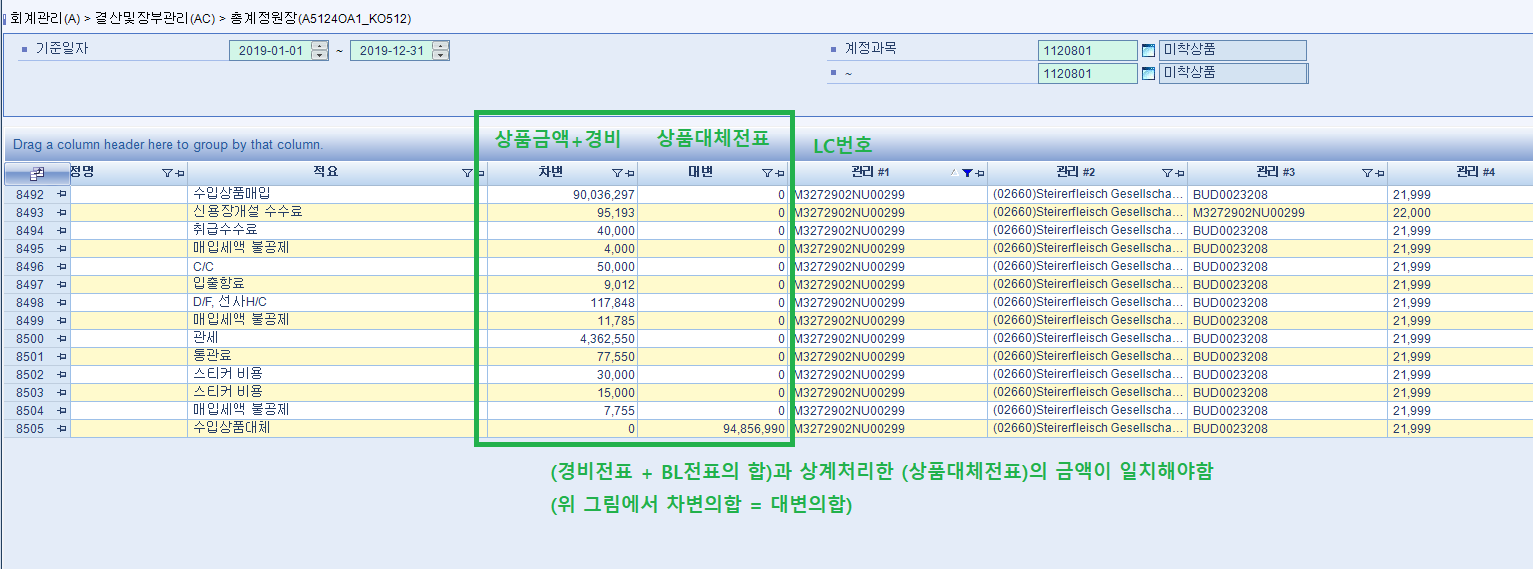 회계관리(A) > 결산및장부관리(AC) > 총계정원장(A5124OA1_KO512)
기준일자 2019-01-01 ~ 2019-12-31 계정과목 1120801 미착상품
~ 1120801 미착상품
상품금액+경비 상품대체전표 LC번호
Drag a column header here to group by that column.
정명 적요 차변 대변 관리 #1 관리 #2 관리 #3 관리 #4
8492 수입상품매입 90,036,297 0 M3272902NU00299 (02660)Steirerfleisch Gesellscha... BUD0023208 21,999
8493 신용장개설 수수료 95,193 0 M3272902NU00299 (02660)Steirerfleisch Gesellscha... M3272902NU00299 22,000
8494 취급수수료 40,000 0 M3272902NU00299 (02660)Steirerfleisch Gesellscha... BUD0023208 21,999
8495 매입세액 불공제 4,000 0 M3272902NU00299 (02660)Steirerfleisch Gesellscha... BUD0023208 21,999
8496 C/C 50,000 0 M3272902NU00299 (02660)Steirerfleisch Gesellscha... BUD0023208 21,999
8497 입출항료 9,012 0 M3272902NU00299 (02660)Steirerfleisch Gesellscha... BUD0023208 21,999
8498 D/F, 선사H/C 117,848 0 M3272902NU00299 (02660)Steirerfleisch Gesellscha... BUD0023208 21,999
8499 매입세액 불공제 11,785 0 M3272902NU00299 (02660)Steirerfleisch Gesellscha... BUD0023208 21,999
8500 관세 4,362,550 0 M3272902NU00299 (02660)Steirerfleisch Gesellscha... BUD0023208 21,999
8501 통관료 77,550 0 M3272902NU00299 (02660)Steirerfleisch Gesellscha... BUD0023208 21,999
8502 스티커 비용 30,000 0 M3272902NU00299 (02660)Steirerfleisch Gesellscha... BUD0023208 21,999
8503 스티커 비용 15,000 0 M3272902NU00299 (02660)Steirerfleisch Gesellscha... BUD0023208 21,999
8504 매입세액 불공제 7,755 0 M3272902NU00299 (02660)Steirerfleisch Gesellscha... BUD0023208 21,999
8505 수입상품대체 0 94,856,990 M3272902NU00299 (02660)Steirerfleisch Gesellscha... BUD0023208 21,999
(경비전표 + BL전표의 합)과 상계처리한 (상품대체전표)의 금액이 일치해야함
(위 그림에서 차변의합 = 대변의합)